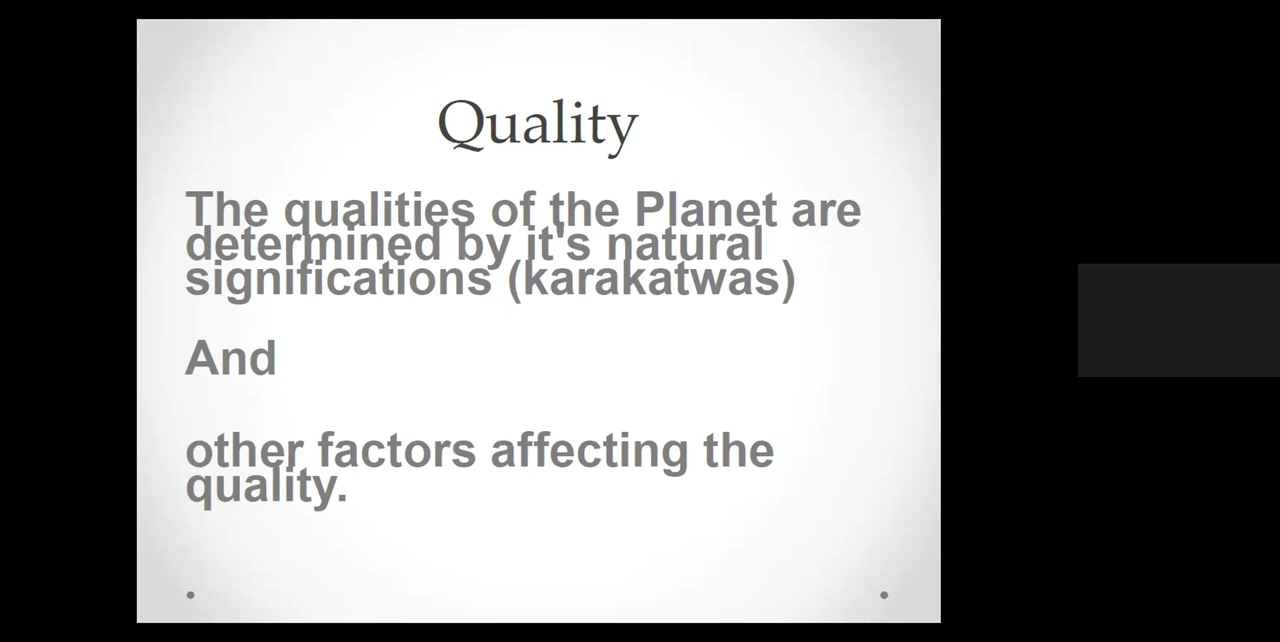 Quality
The qualities of the Planet are
determined by it's natural
significations (karakatwas)
And
other factors affecting the
quality.